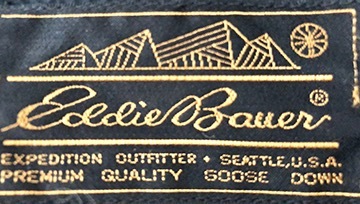 Eddie Bauer®
EXPEDITION OUTFITTER • SEATTLE, U.S.A.
PREMIUM QUALITY GOOSE DOWN